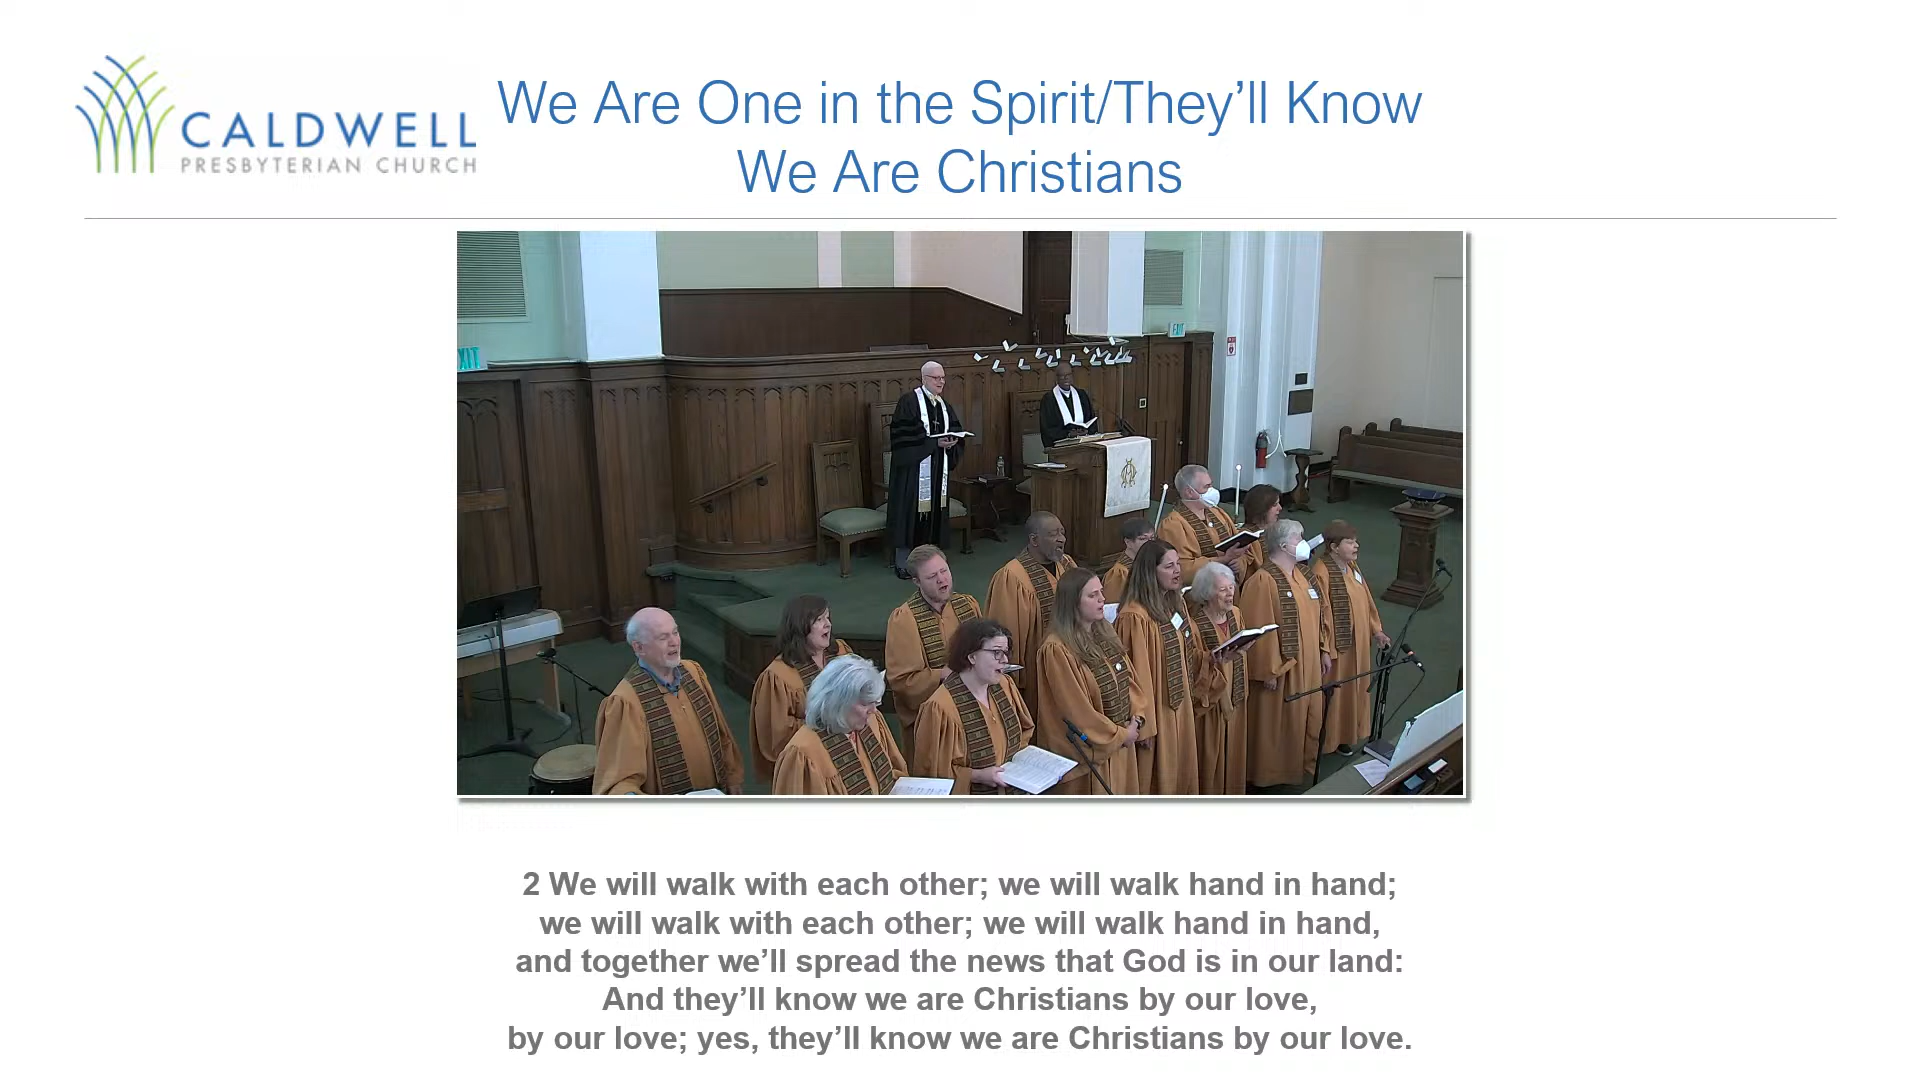 CALDWELL
PRESBYTERIAN CHURCH
We Are One in the Spirit/They’ll Know
We Are Christians
EXIT
2 We will walk with each other; we will walk hand in hand;
we will walk with each other; we will walk hand in hand,
and together we’ll spread the news that God is in our land:
And they’ll know we are Christians by our love,
by our love; yes, they’ll know we are Christians by our love.